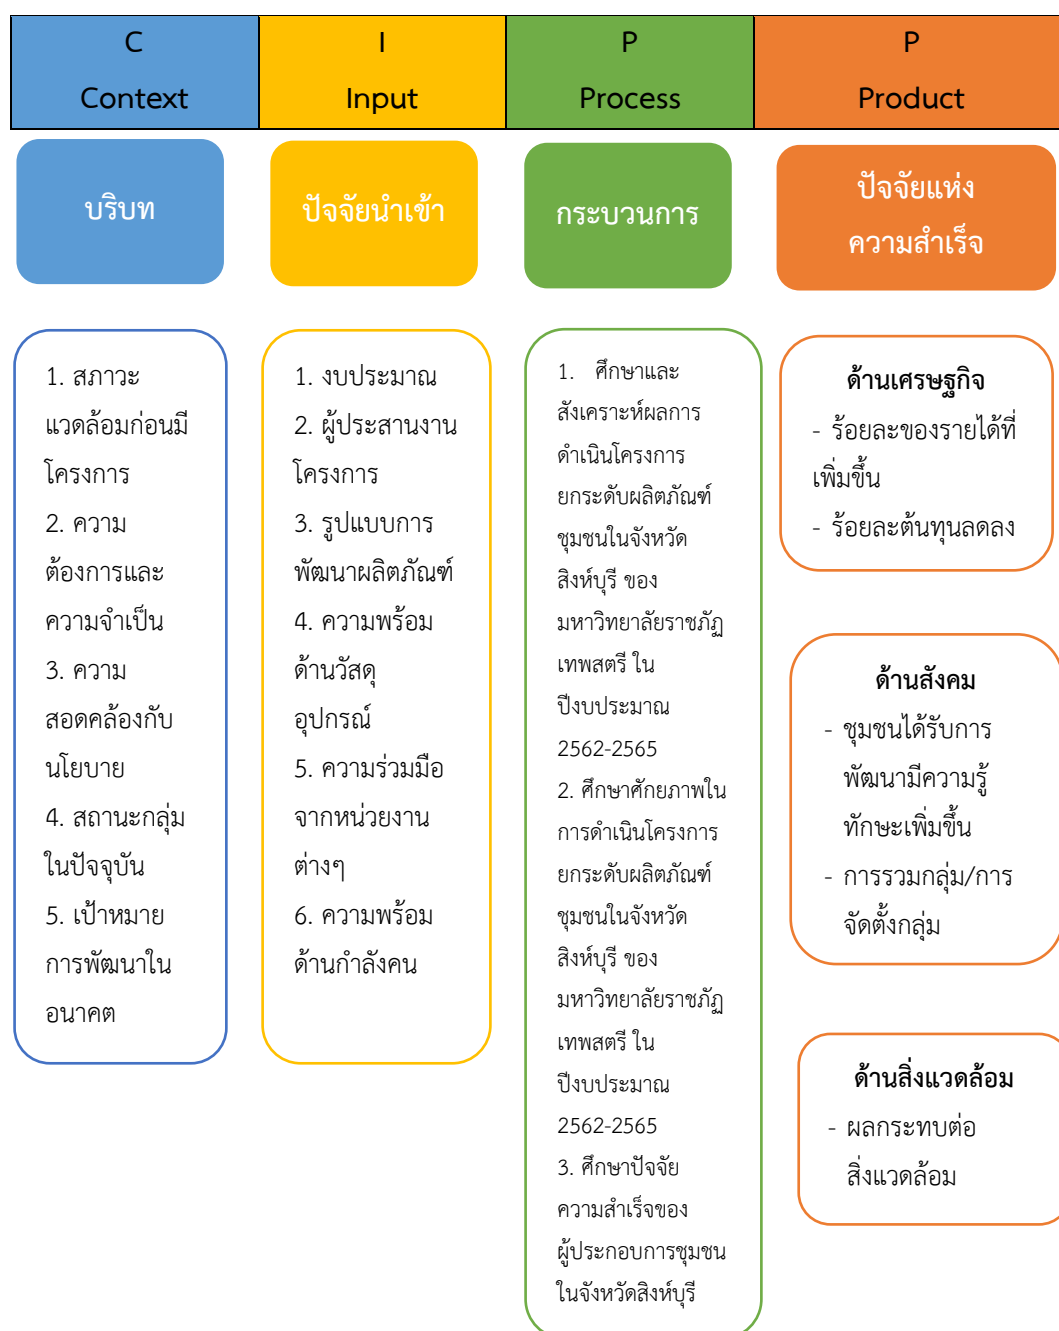 C
Context
I
Input
P
Process
P
Product
บริบท
ปัจจัยนำเข้า
กระบวนการ
ปัจจัยแห่ง
ความสำเร็จ
1. สภาวะ
แวดล้อมก่อนมี
โครงการ
2. ความ
ต้องการและ
ความจำเป็น
3. ความ
สอดคล้องกับ
นโยบาย
4. สถานะกลุ่ม
ในปัจจุบัน
5. เป้าหมาย
การพัฒนาใน
อนาคต
1. งบประมาณ
2. ผู้ประสานงาน
โครงการ
3. รูปแบบการ
พัฒนาผลิตภัณฑ์
4. ความพร้อม
ด้านวัสดุ
อุปกรณ์
5. ความร่วมมือ
จากหน่วยงาน
ต่างๆ
6. ความพร้อม
ด้านกำลังคน
1. ศึกษาและ
สังเคราะห์ผลการ
ดำเนินโครงการ
ยกระดับผลิตภัณฑ์
ชุมชนในจังหวัด
สิงห์บุรี ของ
มหาวิทยาลัยราชภัฏ
เทพสตรี ใน
ปีงบประมาณ
2562-2565
2. ศึกษาศักยภาพใน
การดำเนินโครงการ
ยกระดับผลิตภัณฑ์
ชุมชนในจังหวัด
สิงห์บุรี ของ
มหาวิทยาลัยราชภัฏ
เทพสตรี ใน
ปีงบประมาณ
2562-2565
3. ศึกษาปัจจัย
ความสำเร็จของ
ผู้ประกอบการชุมชน
ในจังหวัดสิงห์บุรี
ด้านเศรษฐกิจ
- ร้อยละของรายได้ที่
เพิ่มขึ้น
- ร้อยละต้นทุนลดลง
ด้านสังคม
- ชุมชนได้รับการ
พัฒนามีความรู้
ทักษะเพิ่มขึ้น
- การรวมกลุ่ม/การ
จัดตั้งกลุ่ม
ด้านสิ่งแวดล้อม
- ผลกระทบต่อ
สิ่งแวดล้อม